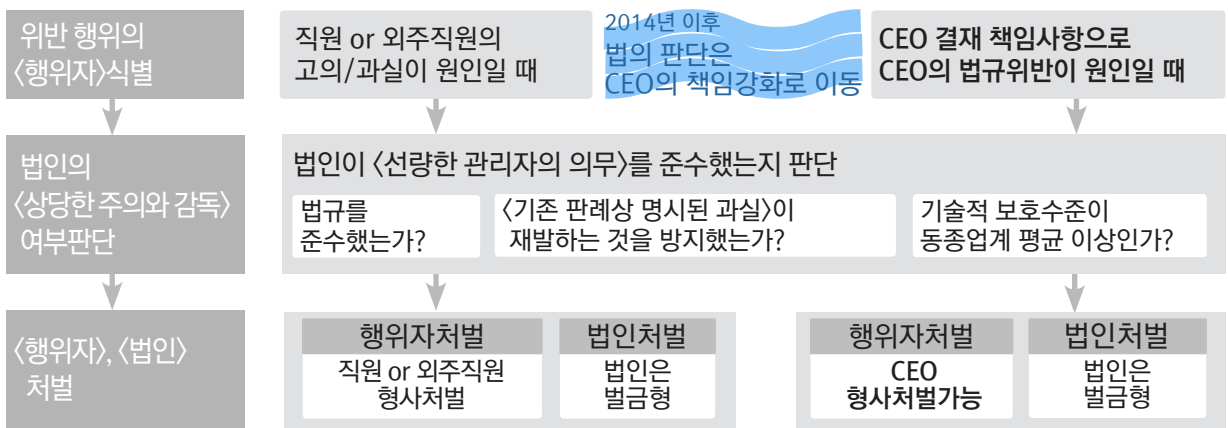 위반 행위의
〈행위자〉식별
직원 or 외주직원의
고의/과실이 원인일 때
2014년 이후
법의 판단은
CEO의 책임강화로 이동
CEO 결재 책임사항으로
CEO의 법규위반이 원인일 때
법인의
〈상당한 주의와 감독〉
여부판단
법인이 〈선량한 관리자의 의무〉를 준수했는지 판단
법규를
준수했는가?
〈기존 판례상 명시된 과실〉이
재발하는 것을 방지했는가?
기술적 보호수준이
동종업계 평균 이상인가?
〈행위자〉, 〈법인〉
처벌
행위자처벌
직원 or 외주직원
형사처벌
법인처벌
법인은
벌금형
행위자처벌
CEO
형사처벌가능
법인처벌
법인은
벌금형